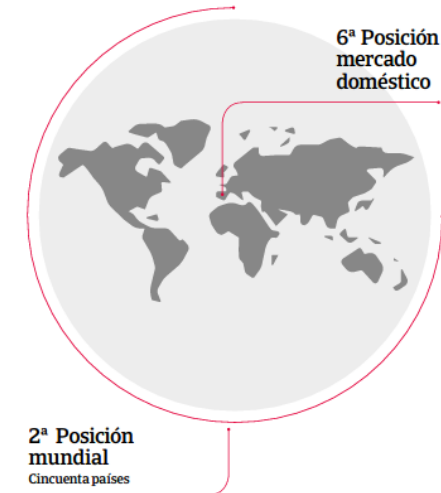 6ª Posición
mercado
doméstico
2ª Posición
mundial
Cincuenta países